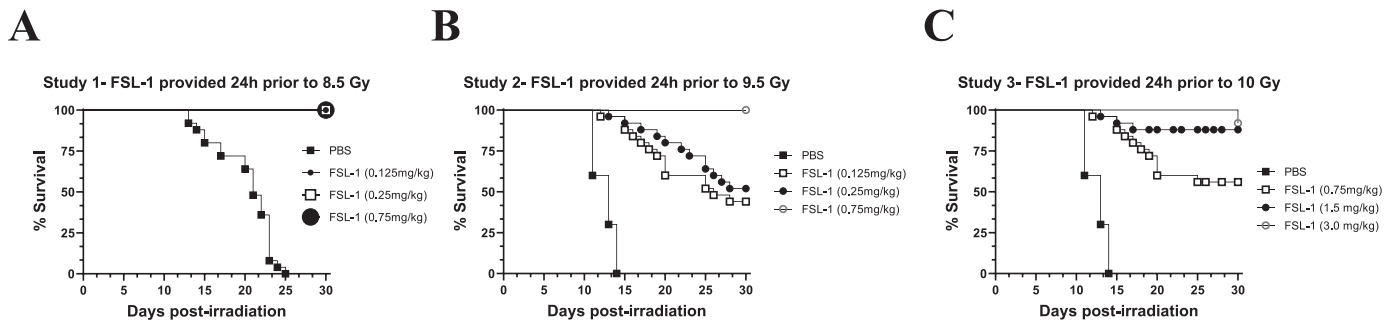 A
Study 1- FSL-1 provided 24h prior to 8.5 Gy
% Survival
100
75
50
25
0
0 5 10 15 20 25 30
Days post-irradiation
PBS
FSL-1 (0.125mg/kg)
FSL-1 (0.25mg/kg)
FSL-1 (0.75mg/kg)
B
Study 2- FSL-1 provided 24h prior to 9.5 Gy
% Survival
100
75
50
25
0
0 5 10 15 20 25 30
Days post-irradiation
PBS
FSL-1 (0.125mg/kg)
FSL-1 (0.25mg/kg)
FSL-1 (0.75mg/kg)
C
Study 3- FSL-1 provided 24h prior to 10 Gy
% Survival
100
75
50
25
0
0 5 10 15 20 25 30
Days post-irradiation
PBS
FSL-1 (0.75mg/kg)
FSL-1 (1.5 mg/kg)
FSL-1 (3.0 mg/kg)